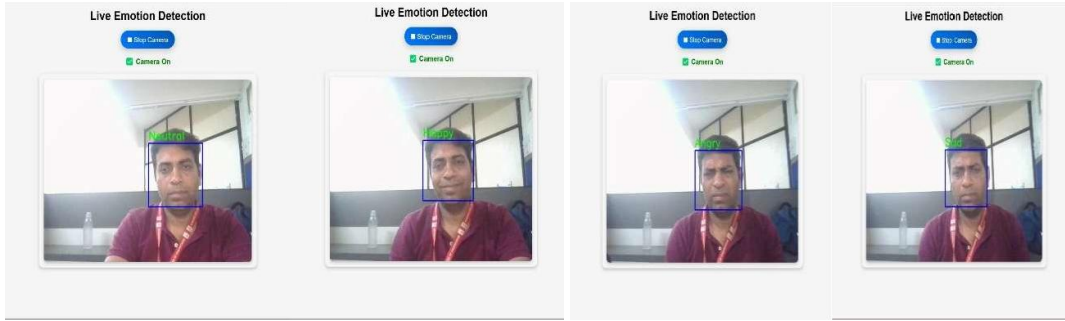 Live Emotion Detection
Stop Camera
Camera On
Neutral
Live Emotion Detection
Stop Camera
Camera On
Happy
Live Emotion Detection
Stop Camera
Camera On
Angry
Live Emotion Detection
Stop Camera
Camera On
Sad